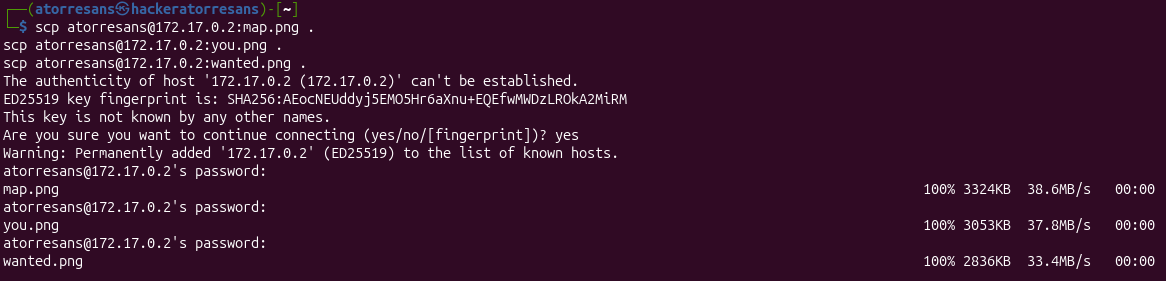 ┌──(atorresans㉿hackeratorresans)-[~]
└─$ scp atorresans@172.17.0.2:map.png .
scp atorresans@172.17.0.2:you.png .
scp atorresans@172.17.0.2:wanted.png .
The authenticity of host '172.17.0.2 (172.17.0.2)' can't be established.
ED25519 key fingerprint is: SHA256:AEocNEUddyj5EMO5Hr6aXnu+EQEfwMWDzLROkA2MiRM
This key is not known by any other names.
Are you sure you want to continue connecting (yes/no/[fingerprint])? yes
Warning: Permanently added '172.17.0.2' (ED25519) to the list of known hosts.
atorresans@172.17.0.2's password:
map.png 100% 3324KB 38.6MB/s 00:00
atorresans@172.17.0.2's password:
you.png 100% 3053KB 37.8MB/s 00:00
atorresans@172.17.0.2's password:
wanted.png 100% 2836KB 33.4MB/s 00:00